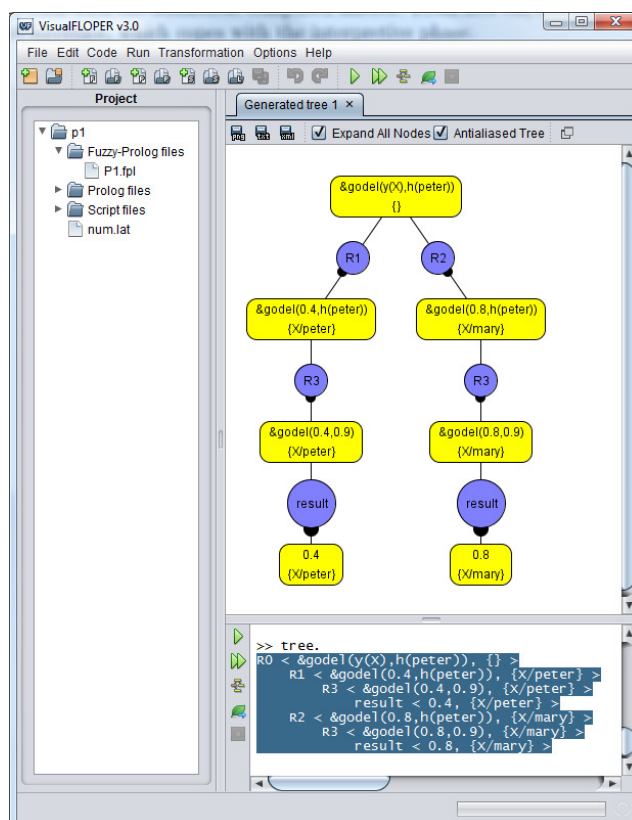 VisualFLOPER v3.0
File Edit Code Run Transformation Options Help
Project
p1
Fuzzy-Prolog files
P1.fpl
Prolog files
Script files
num.lat
Generated tree 1 ×
png txt xml Expand All Nodes Antialiased Tree
&godel(y(X),h(peter))
{}
R1 R2
&godel(0.4,h(peter)) &godel(0.8,h(peter))
{X/peter} {X/mary}
R3 R3
&godel(0.4,0.9) &godel(0.8,0.9)
{X/peter} {X/mary}
result result
0.4 0.8
{X/peter} {X/mary}
>> tree.
R0 < &godel(y(X),h(peter)), {} >
R1 < &godel(0.4,h(peter)), {X/peter} >
R3 < &godel(0.4,0.9), {X/peter} >
result < 0.4, {X/peter} >
R2 < &godel(0.8,h(peter)), {X/mary} >
R3 < &godel(0.8,0.9), {X/mary} >
result < 0.8, {X/mary} >